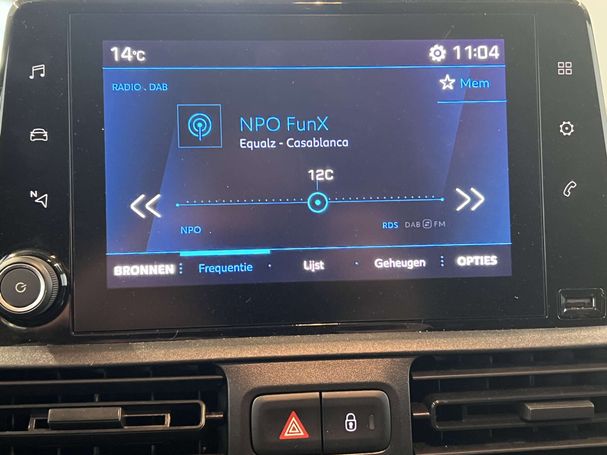 14°C 11:04
RADIO . DAB
Mem
NPO FunX
Equalz - Casablanca
12C
N
NPO RDS DAB FM
BRONNEN Frequentie Lijst Geheugen OPTIES